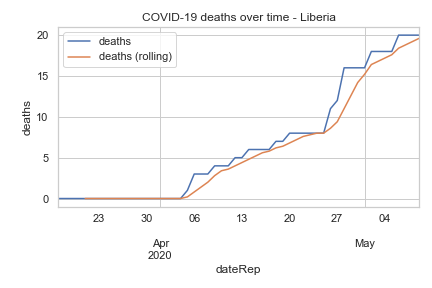 COVID-19 deaths over time - Liberia
deaths
deaths (rolling)
deaths
20
15
10
5
0
23 30 06 13 20 27 04
Apr May
2020
dateRep